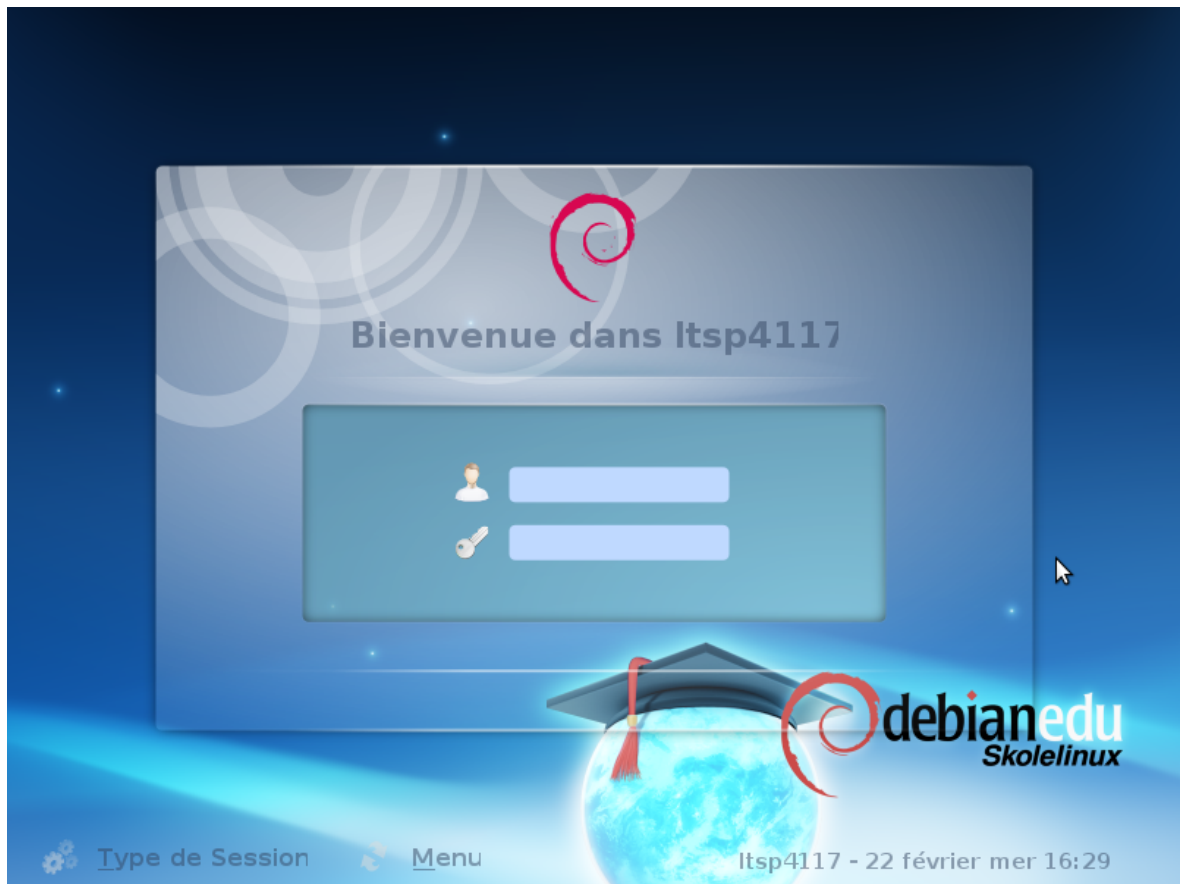 Bienvenue dans ltsp4117
debianedu
Skolelinux
Type de Session
Menu
ltsp4117 - 22 février mer 16:29